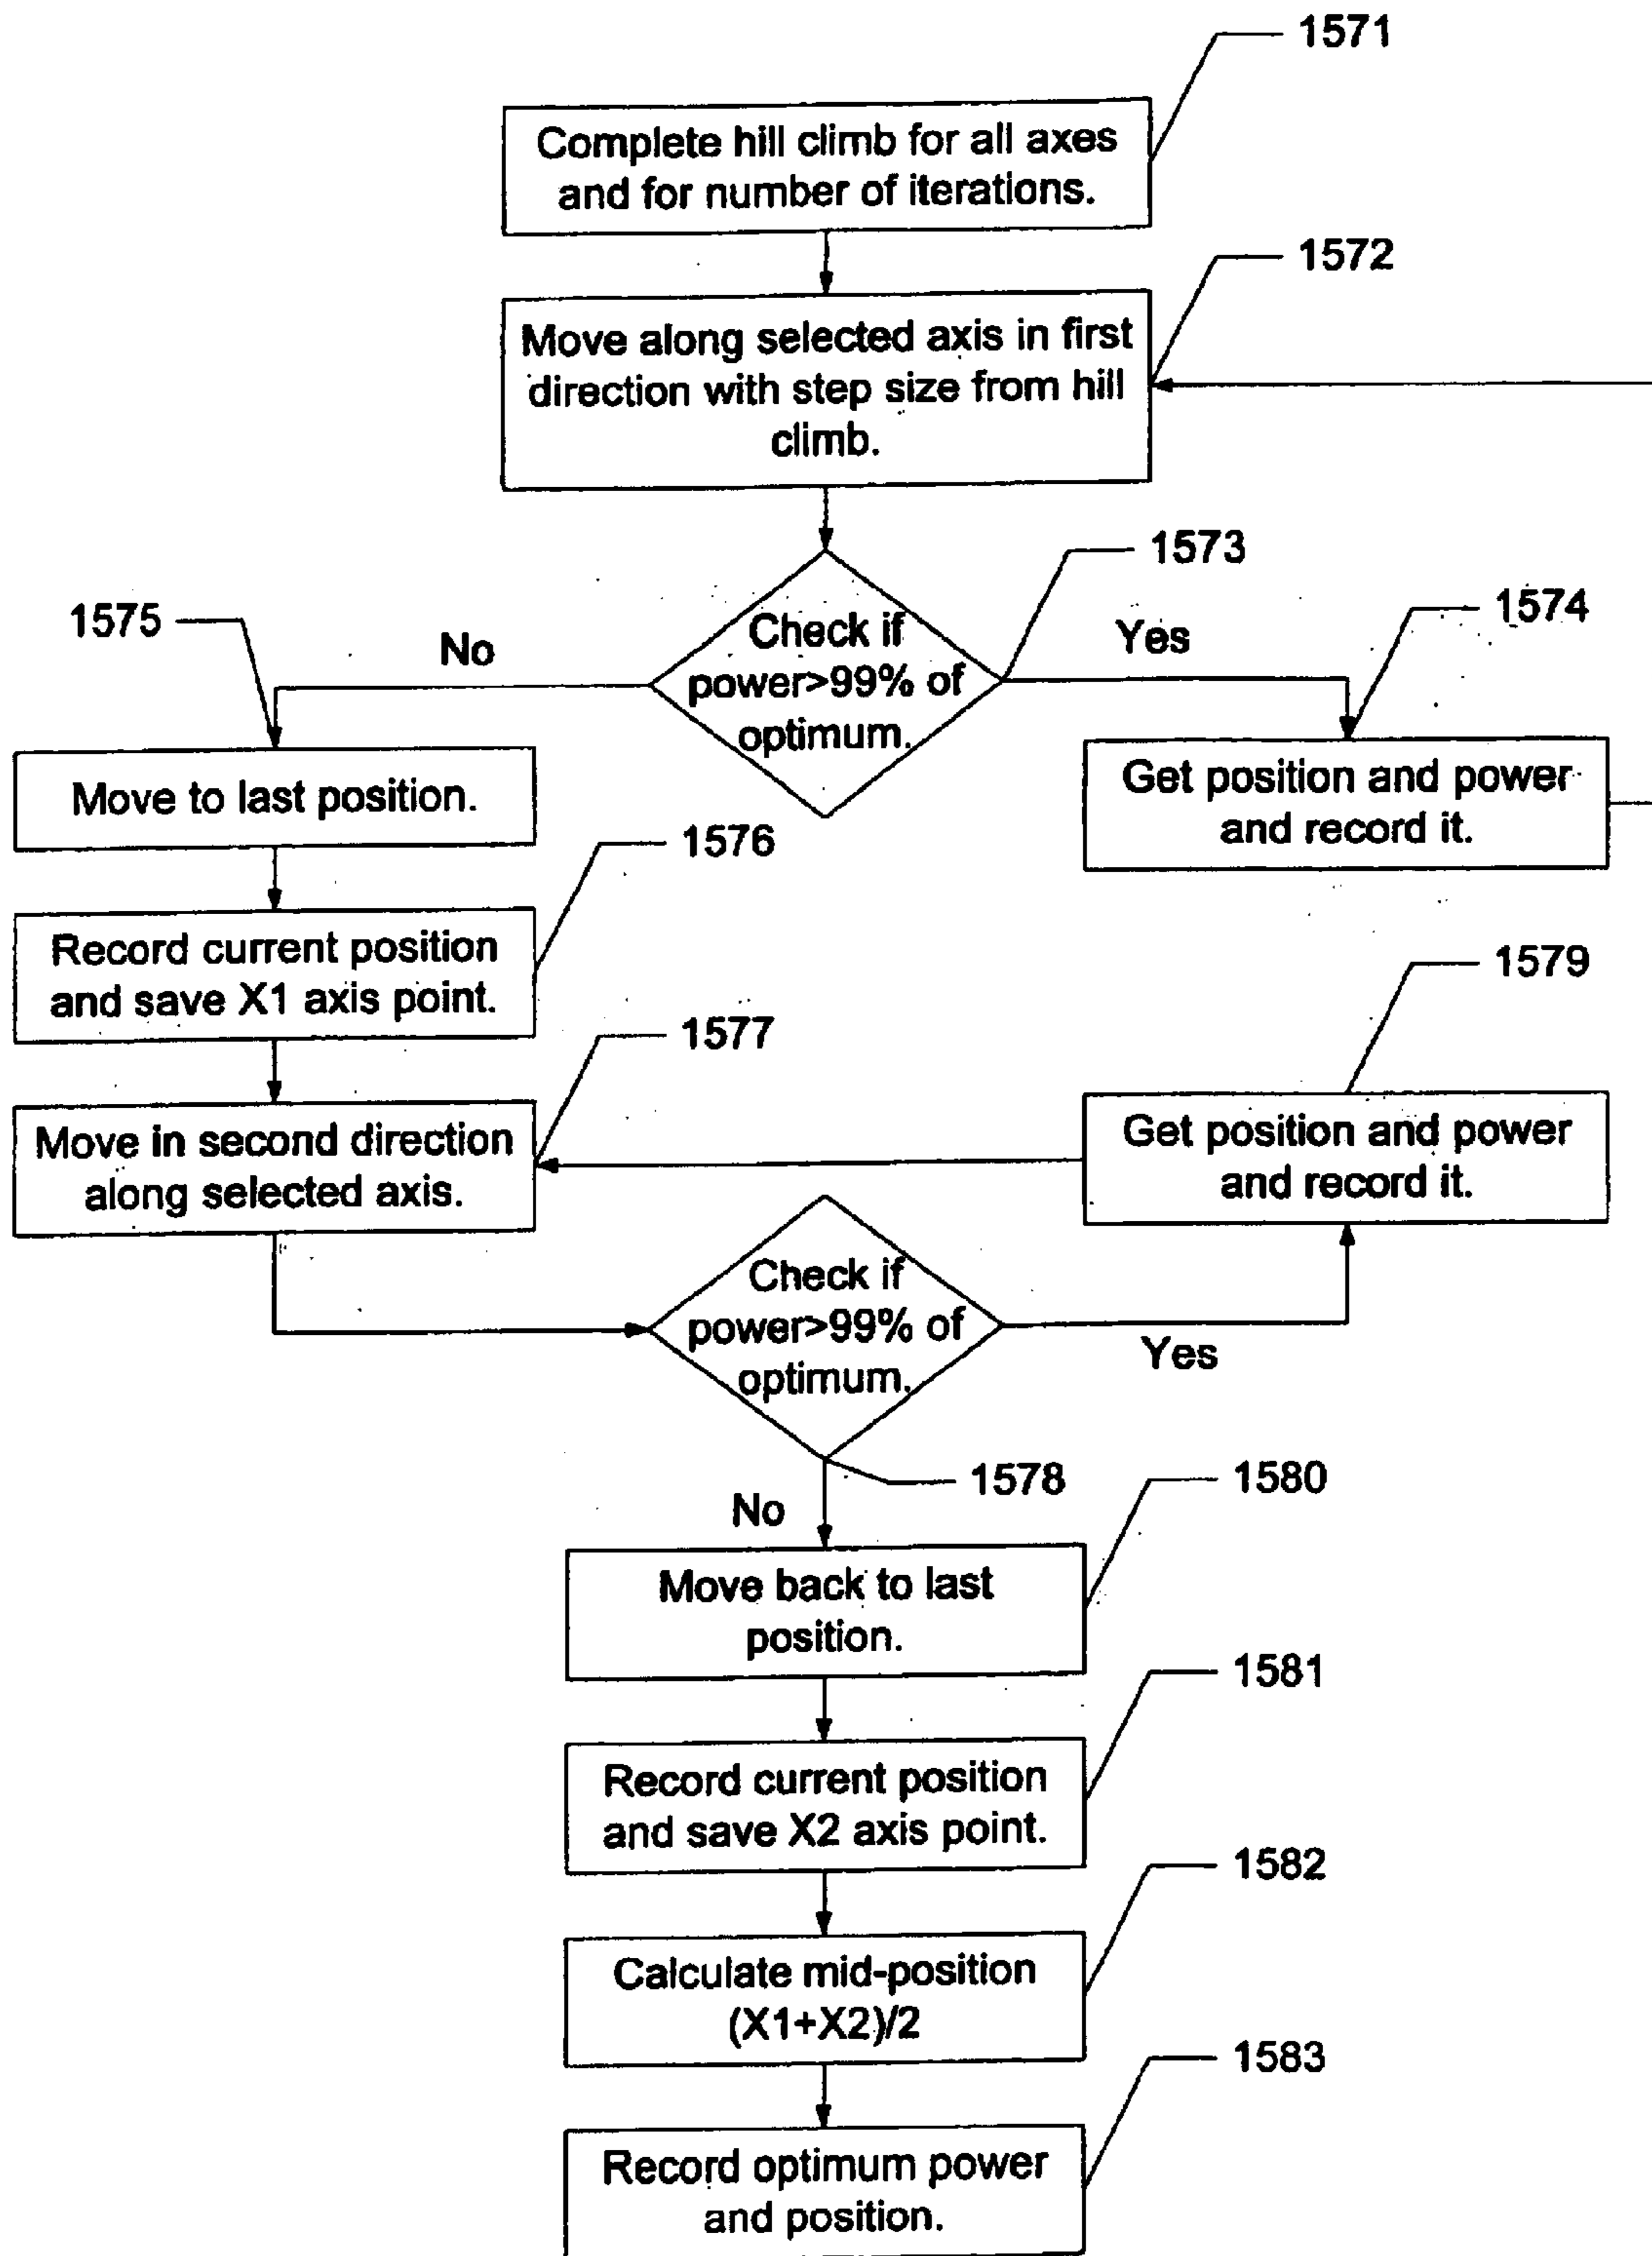 1571
Complete hill climb for all axes
and for number of iterations.
1572
Move along selected axis in first
direction with step size from hill
climb.
1573
Check if
power>99% of
optimum.
Yes
1574
Get position and power
and record it.
No
1575
Move to last position.
1576
Record current position
and save X1 axis point.
1577
Move in second direction
along selected axis.
1578
Check if
power>99% of
optimum.
Yes
1579
Get position and power
and record it.
No
1580
Move back to last
position.
1581
Record current position
and save X2 axis point.
1582
Calculate mid-position
(X1+X2)/2
1583
Record optimum power
and position.